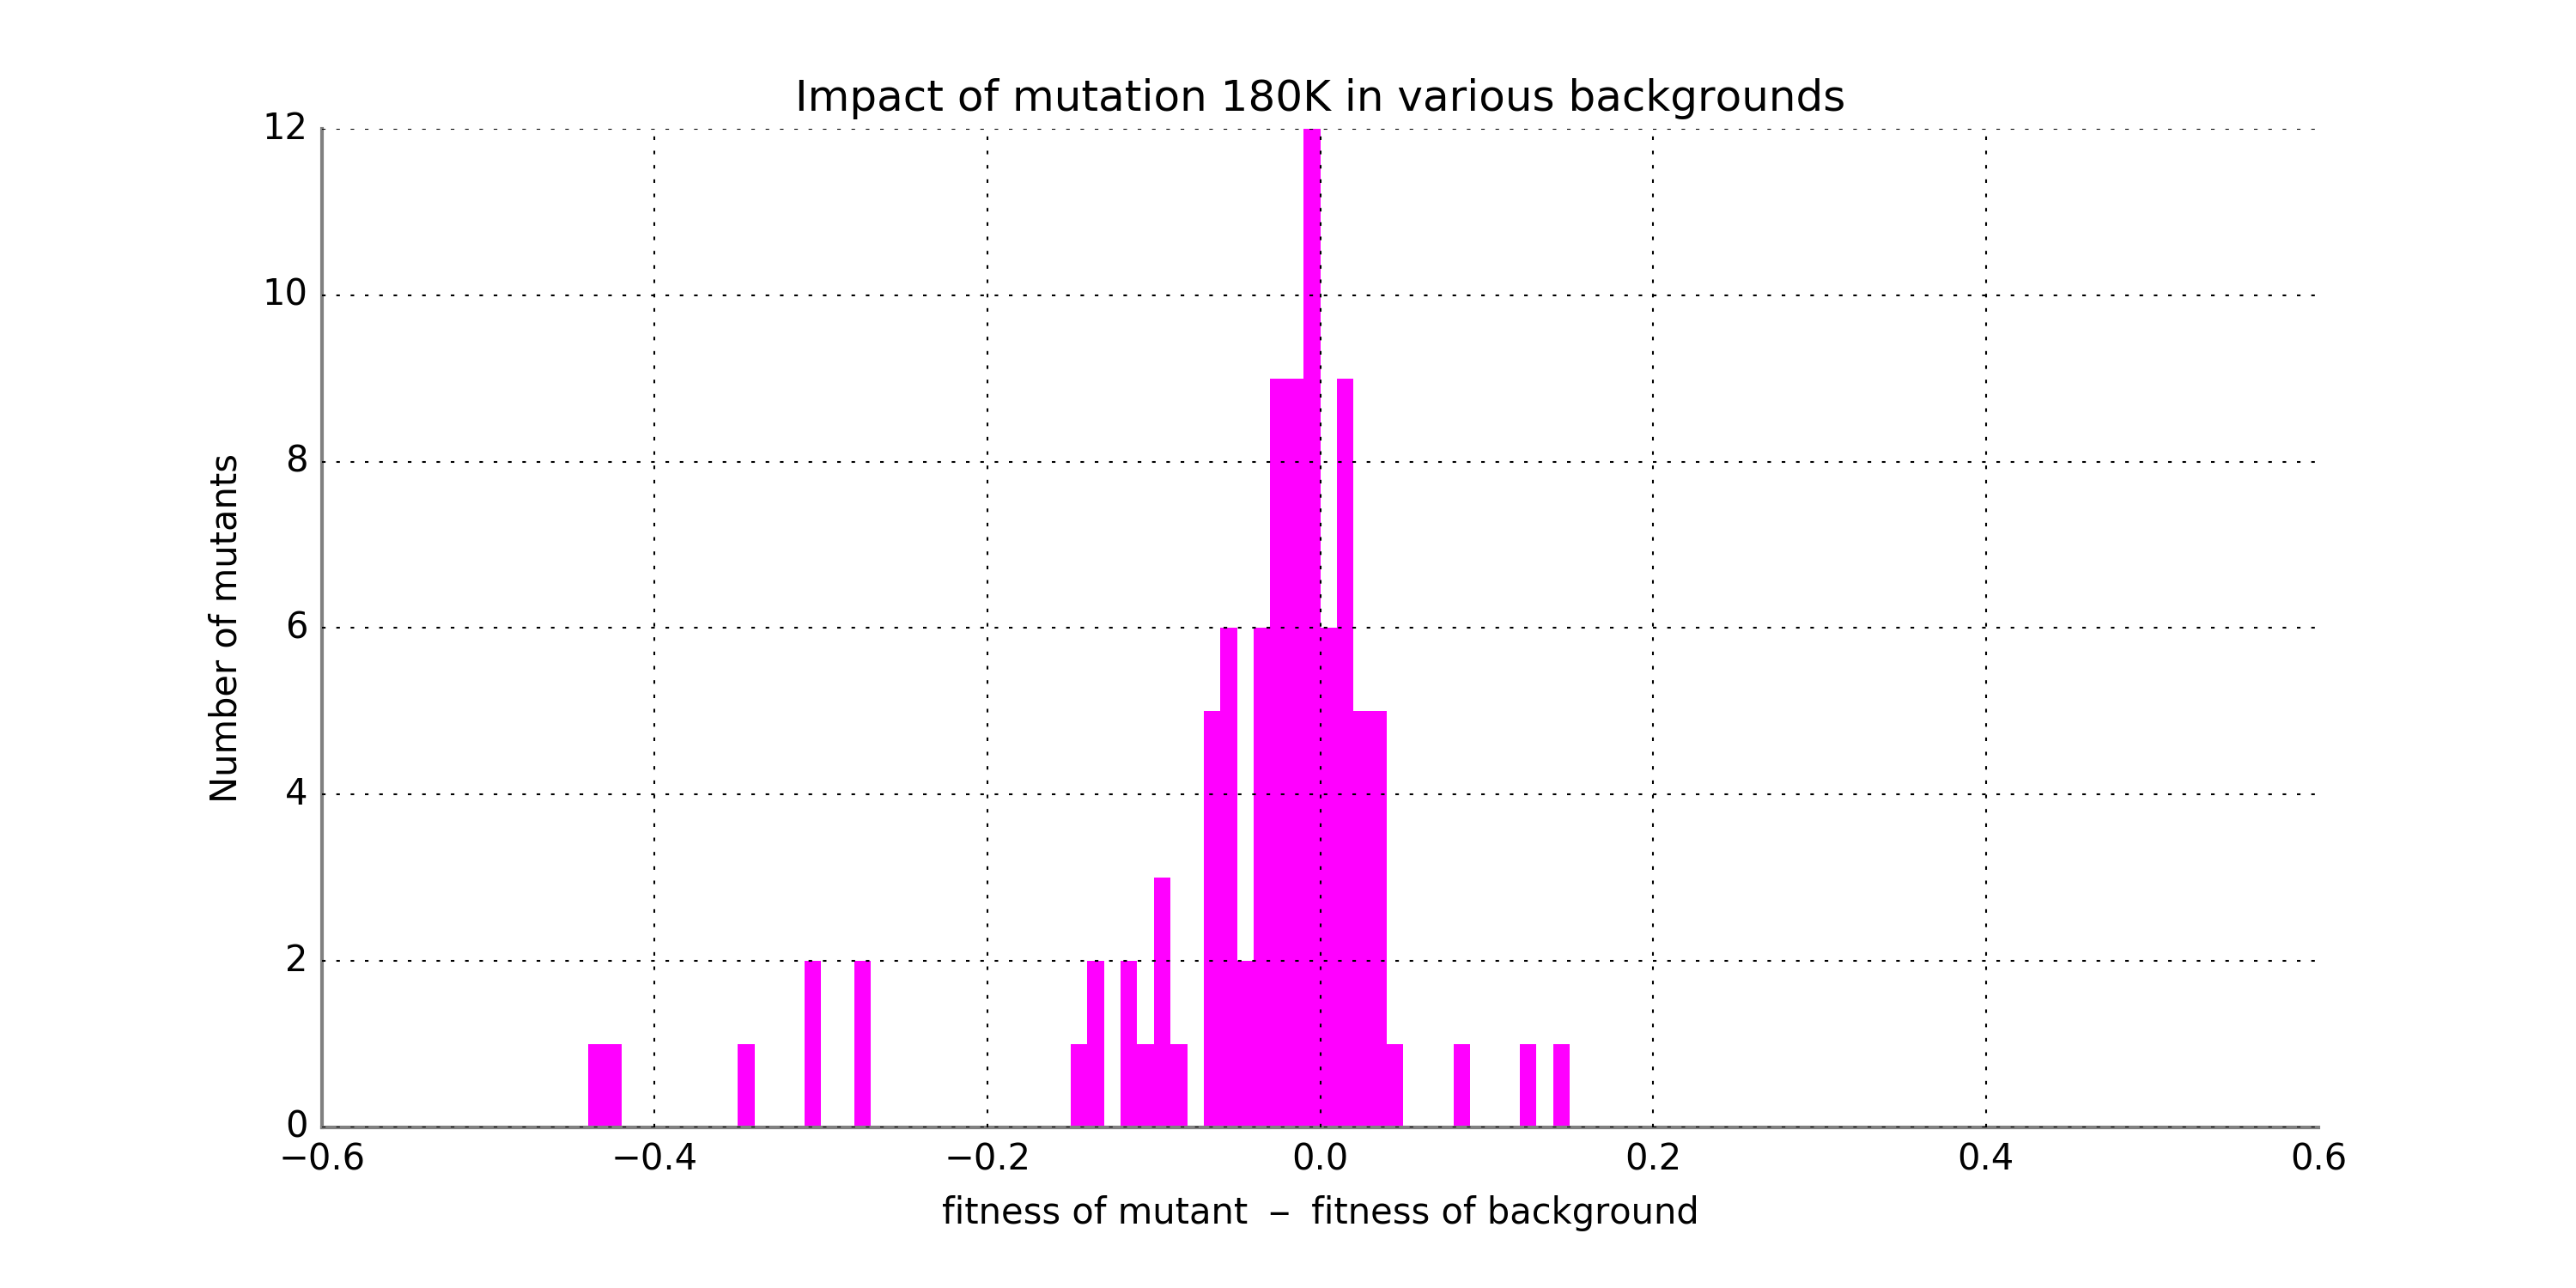 Impact of mutation 180K in various backgrounds
12
10
8
6
4
2
0
Number of mutants
−0.6 −0.4 −0.2 0.0 0.2 0.4 0.6
fitness of mutant − fitness of background